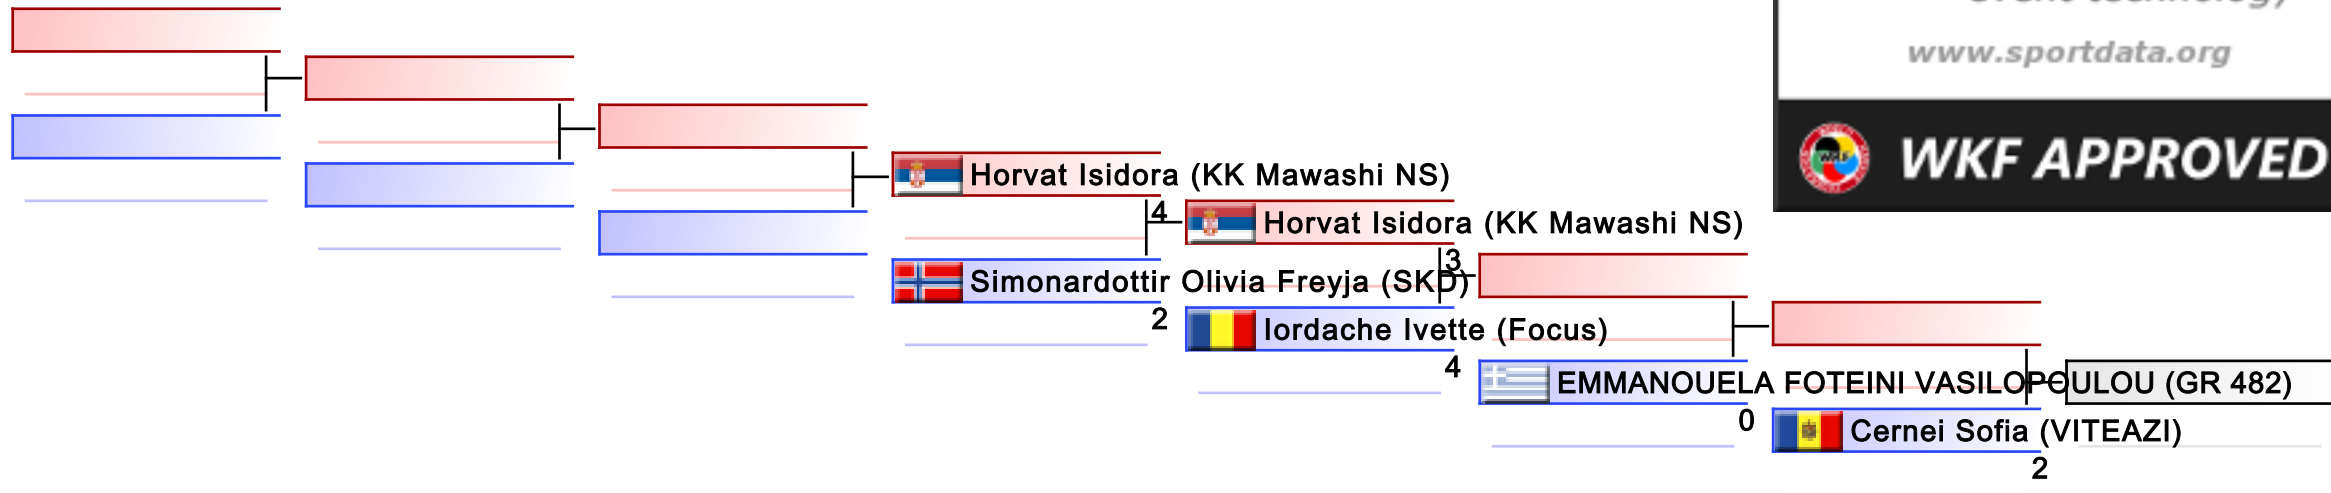 www.sportdata.org
WKF APPROVED
Horvat Isidora (KK Mawashi NS)
4
Horvat Isidora (KK Mawashi NS)
3
Simonardottir Olivia Freyja (SKD)
2
Iordache Ivette (Focus)
4
EMMANOUELA FOTEINI VASILOPOULOU (GR 482)
0
Cernei Sofia (VITEAZI)
2